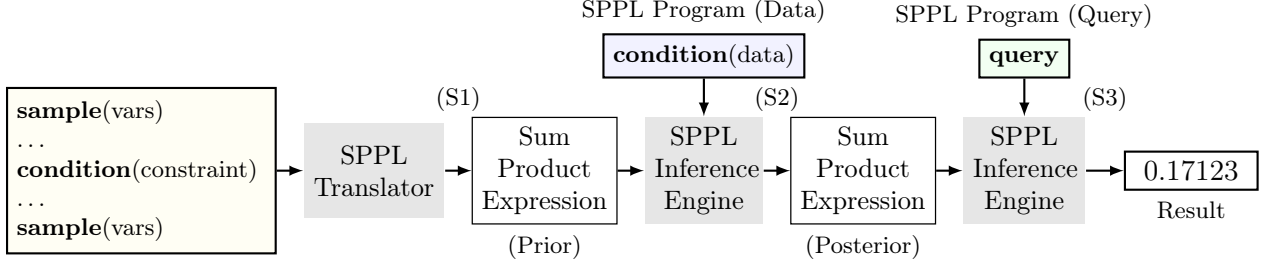 SPPL Program (Data)
SPPL Program (Query)
condition(data)
query
sample(vars)
...
condition(constraint)
...
sample(vars)
(S1)
(S2)
(S3)
SPPL
Translator
Sum
Product
Expression
(Prior)
SPPL
Inference
Engine
Sum
Product
Expression
(Posterior)
SPPL
Inference
Engine
0.17123
Result